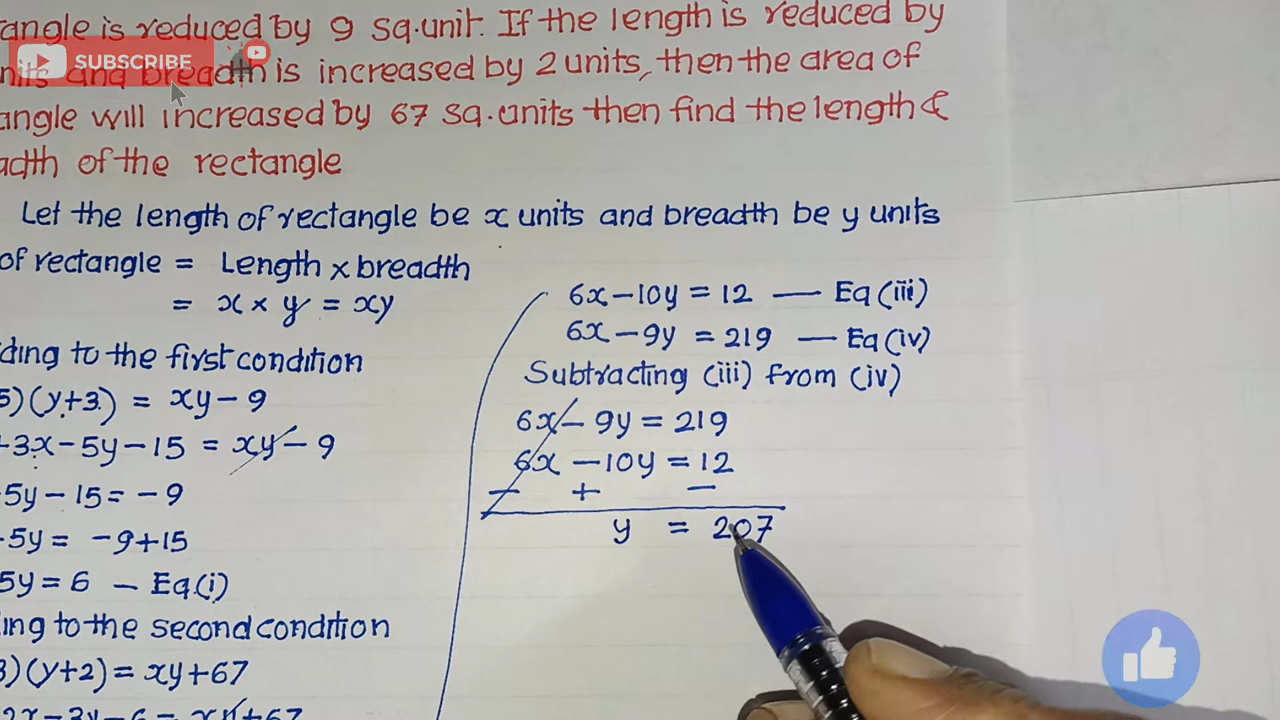 angle is reduced by 9 sq.unit. If the length is reduced by
SUBSCRIBE
and breadth is increased by 2 units, then the area of
angle will increased by 67 sq.units then find the length &
adth of the rectangle
Let the length of rectangle be x units and breadth be y units
of rectangle = Length x breadth
= x × y = xy
ding to the first condition
5)(y+3) = xy-9
+3x-5y-15 = xy-9
-5y-15 = -9
-5y = -9+15
5y = 6 — Eq.(i)
ing to the second condition
3)(y+2) = xy+67
2x-3y-6 = xy+67
6x-10y = 12 — Eq(iii)
6x-9y = 219 — Eq(iv)
Subtracting (iii) from (iv)
6x - 9y = 219
6x - 10y = 12
- + -
y = 207